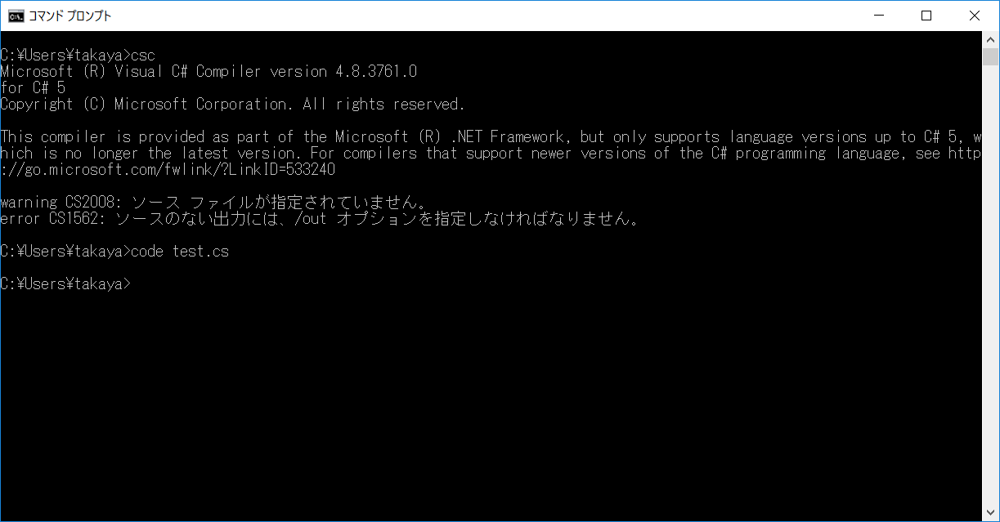 コマンド プロンプト
C:¥Users¥takaya>csc
Microsoft (R) Visual C# Compiler version 4.8.3761.0
for C# 5
Copyright (C) Microsoft Corporation. All rights reserved.
This compiler is provided as part of the Microsoft (R) .NET Framework, but only supports language versions up to C# 5, w
hich is no longer the latest version. For compilers that support newer versions of the C# programming language, see http
://go.microsoft.com/fwlink/?LinkID=533240
warning CS2008: ソース ファイルが指定されていません。
error CS1562: ソースのない出力には、/out オプションを指定しなければなりません。
C:¥Users¥takaya>code test.cs
C:¥Users¥takaya>